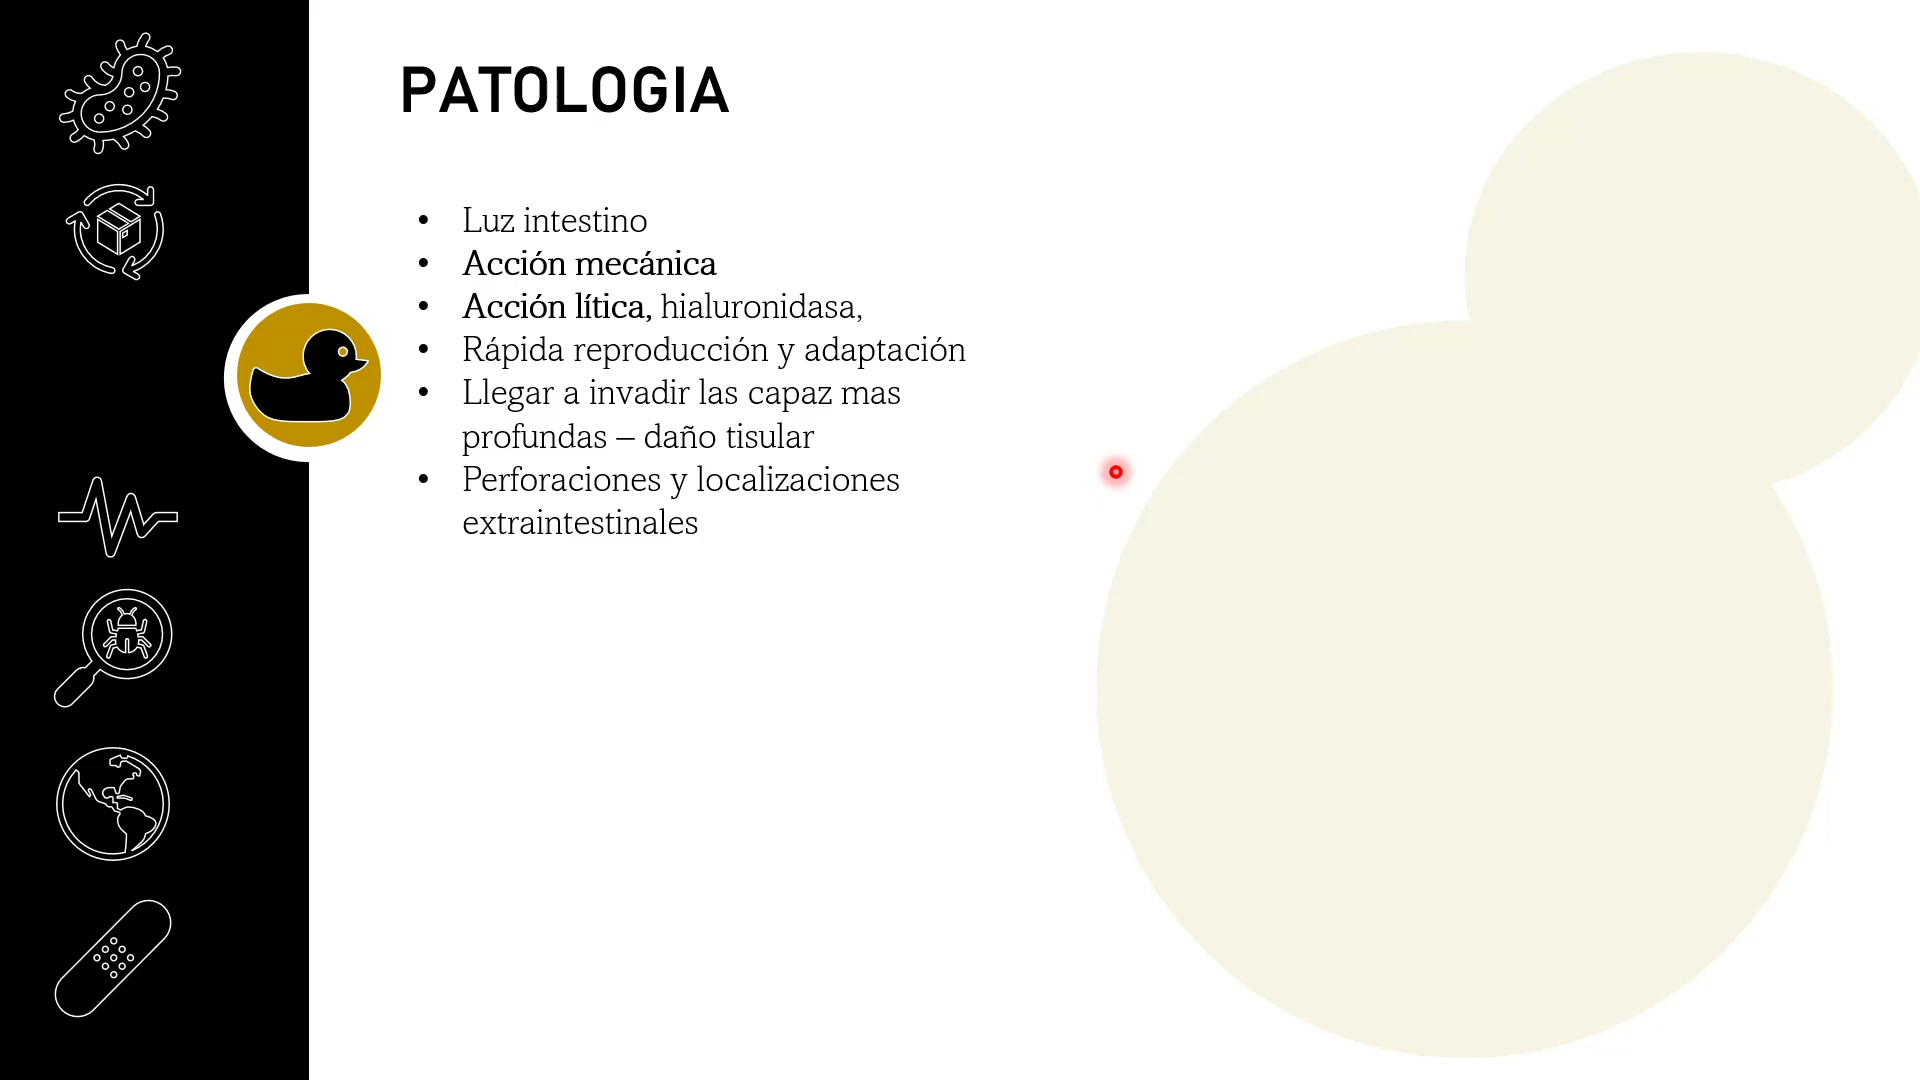 PATOLOGIA
• Luz intestino
• Acción mecánica
• Acción lítica, hialuronidasa,
• Rápida reproducción y adaptación
• Llegar a invadir las capaz mas
profundas – daño tisular
• Perforaciones y localizaciones
extraintestinales